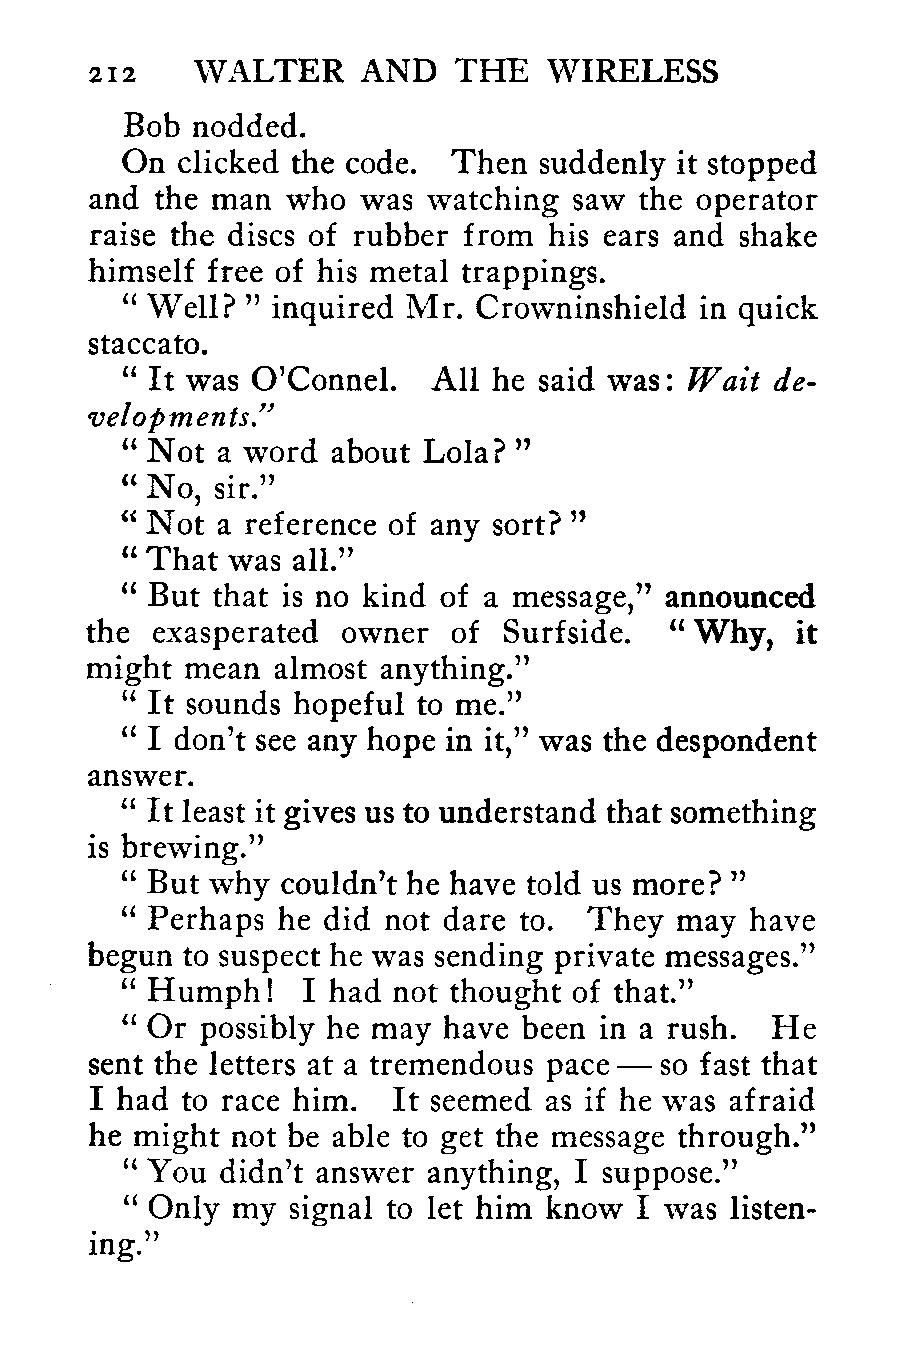 212 WALTER AND THE WIRELESS
Bob nodded.
On clicked the code. Then suddenly it stopped
and the man who was watching saw the operator
raise the discs of rubber from his ears and shake
himself free of his metal trappings.
“ Well? ” inquired Mr. Crowninshield in quick
staccato.
“ It was O’Connel. All he said was: Wait de-
velopments.”
“ Not a word about Lola? ”
“ No, sir.”
“ Not a reference of any sort? ”
“ That was all.”
“ But that is no kind of a message,” announced
the exasperated owner of Surfside. “ Why, it
might mean almost anything.”
“ It sounds hopeful to me.”
“ I don’t see any hope in it,” was the despondent
answer.
“ It least it gives us to understand that something
is brewing.”
“ But why couldn’t he have told us more? ”
“ Perhaps he did not dare to. They may have
begun to suspect he was sending private messages.”
“ Humph! I had not thought of that.”
“ Or possibly he may have been in a rush. He
sent the letters at a tremendous pace — so fast that
I had to race him. It seemed as if he was afraid
he might not be able to get the message through.”
“ You didn’t answer anything, I suppose.”
“ Only my signal to let him know I was listen-
ing.”